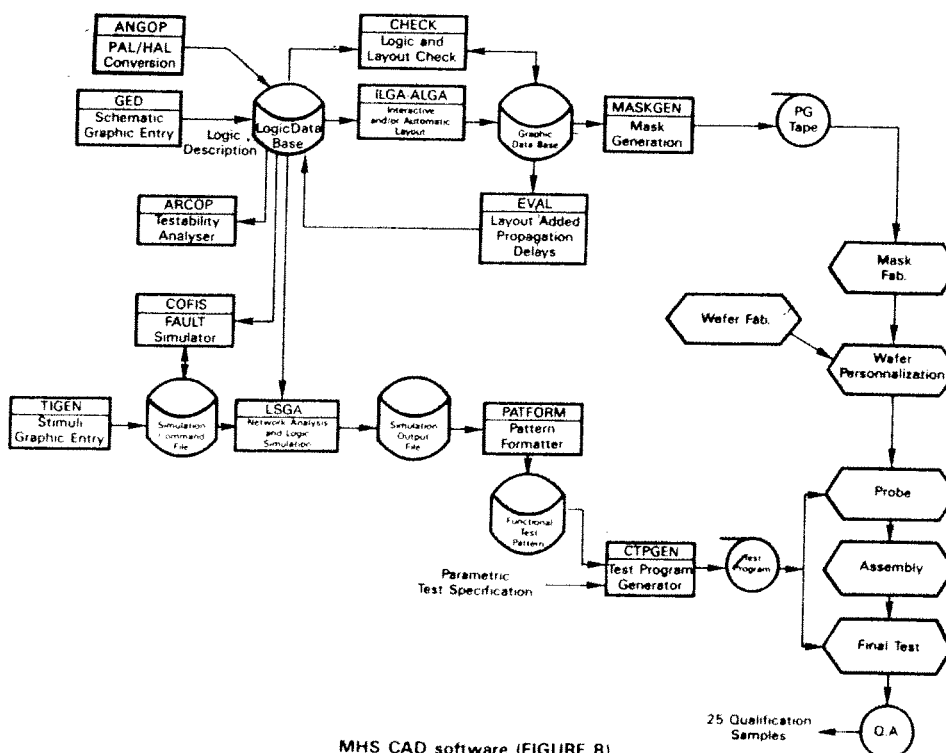 ANGOP
PAL/HAL
Conversion
CHECK
Logic and
Layout Check
GED
Schematic
Graphic Entry
Logic
Description
Logic Data
Base
ILGA-ALGA
Interactive
and/or Automatic
Layout
Graphic
Data Base
MASKGEN
Mask
Generation
PG
Tape
ARCOP
Testability
Analyser
EVAL
Layout Added
Propagation
Delays
Mask
Fab.
COFIS
FAULT
Simulator
Wafer Fab.
Wafer
Personnalization
TIGEN
Stimuli
Graphic Entry
Simulation
Command
File
LSGA
Network Analysis
and Logic
Simulation
Simulation
Output
File
PATFORM
Pattern
Formatter
Functional
Test
Pattern
Parametric
Test Specification
CTPGEN
Test Program
Generator
Test
Program
Probe
Assembly
Final Test
25 Qualification
Samples
Q.A
MHS CAD software (FIGURE 8)